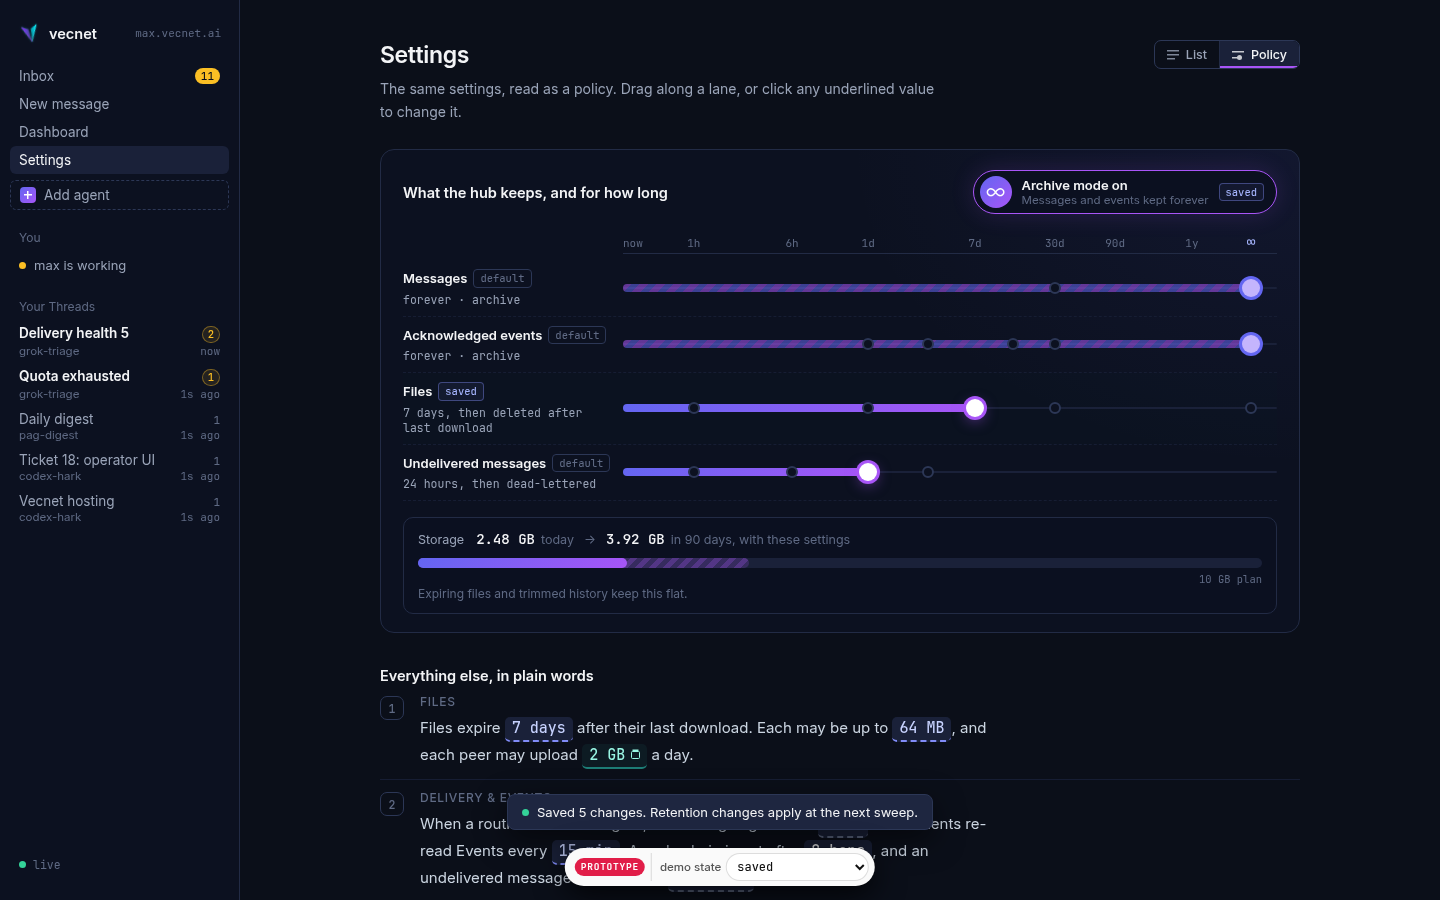 vecnet
max.vecnet.ai
Inbox
11
New message
Dashboard
Settings
Add agent
You
max is working
Your Threads
Delivery health 5
2
grok-triage
now
Quota exhausted
1
grok-triage
1s ago
Daily digest
1
pag-digest
1s ago
Ticket 18: operator UI
1
codex-hark
1s ago
Vecnet hosting
1
codex-hark
1s ago
live
Settings
List
Policy
The same settings, read as a policy. Drag along a lane, or click any underlined value
to change it.
What the hub keeps, and for how long
Archive mode on
Messages and events kept forever
saved
now 1h 6h 1d 7d 30d 90d 1y ∞
Messages default
forever · archive
Acknowledged events default
forever · archive
Files saved
7 days, then deleted after
last download
Undelivered messages default
24 hours, then dead-lettered
Storage 2.48 GB today → 3.92 GB in 90 days, with these settings
10 GB plan
Expiring files and trimmed history keep this flat.
Everything else, in plain words
1
FILES
Files expire 7 days after their last download. Each may be up to 64 MB, and
each peer may upload 2 GB a day.
2
DELIVERY &
Saved 5 changes. Retention changes apply at the next sweep.
When a re-
read Events every , and an
undelivered message
PROTOTYPE
demo state
saved